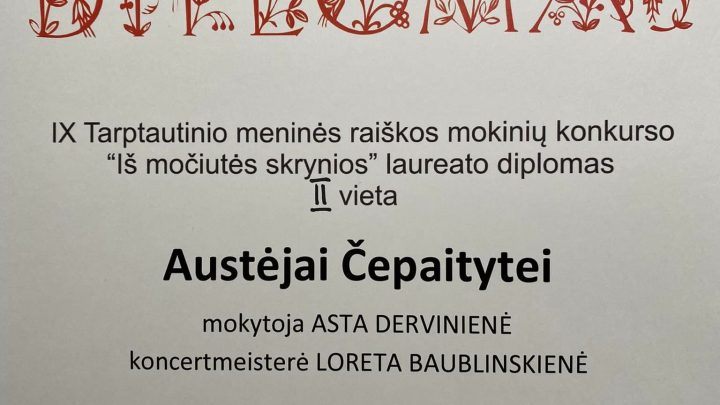 DIPLOMAS
IX Tarptautinio meninės raiškos mokinių konkurso
“Iš močiutės skrynios” laureato diplomas
II vieta
Austėjai Čepaitytei
mokytoja ASTA DERVINIENĖ
koncertmeisterė LORETA BAUBLINSKIENĖ